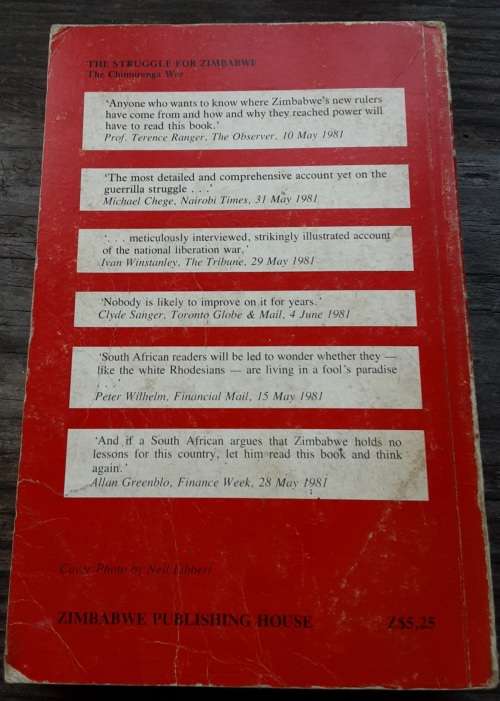 THE STRUGGLE FOR ZIMBABWE
The Chimurenga War
'Anyone who wants to know where Zimbabwe's new rulers
have come from and how and why they reached power will
have to read this book.'
Prof. Terence Ranger, The Observer, 10 May 1981
'The most detailed and comprehensive account yet on the
guerrilla struggle . . .'
Michael Chege, Nairobi Times, 31 May 1981
'. . . meticulously interviewed, strikingly illustrated account
of the national liberation war.'
Ivan Winstanley, The Tribune, 29 May 1981
'Nobody is likely to improve on it for years.'
Clyde Sanger, Toronto Globe & Mail, 4 June 1981
'South African readers will be led to wonder whether they —
like the white Rhodesians — are living in a fool's paradise
. . .'
Peter Wilhelm, Financial Mail, 15 May 1981
'And if a South African argues that Zimbabwe holds no
lessons for this country, let him read this book and think
again.'
Allan Greenblo, Finance Week, 28 May 1981
Cover Photo by Neil Libbert
ZIMBABWE PUBLISHING HOUSE Z$5,25